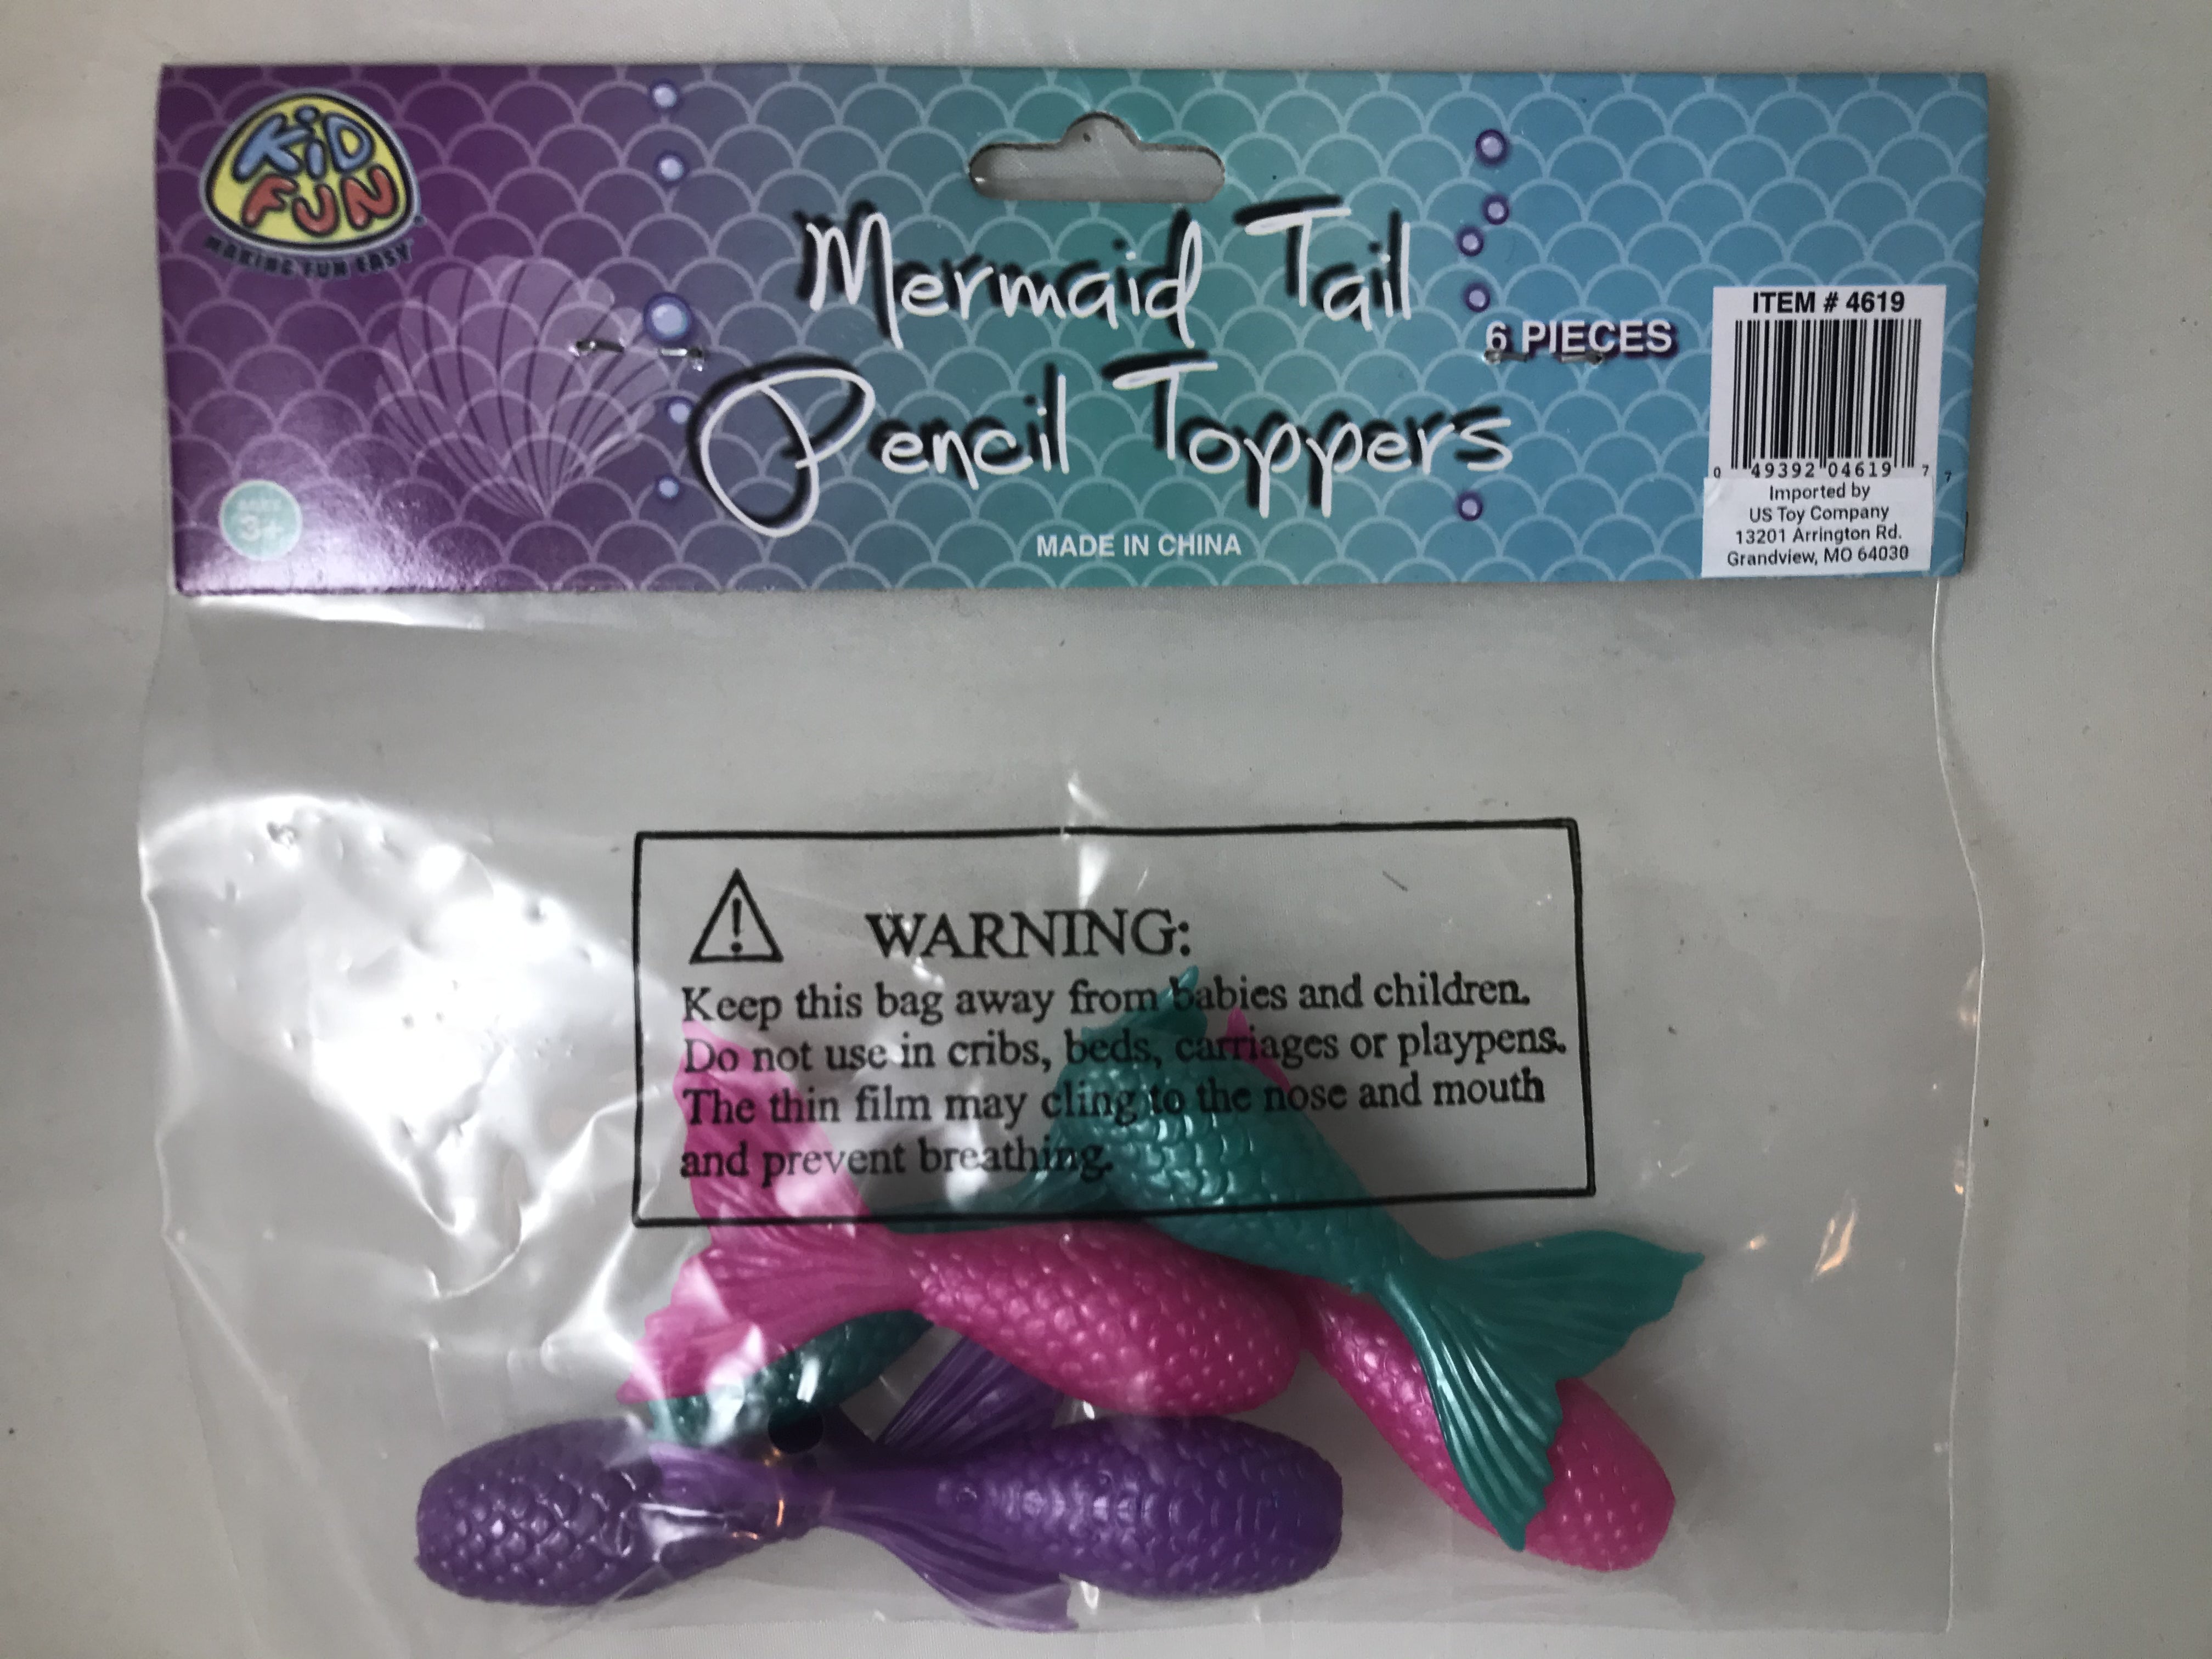 KiD
FUN
MAKING FUN EASY
Mermaid Tail
Pencil Toppers
6 PIECES
MADE IN CHINA
AGES
3+
ITEM # 4619
0 49392 04619 7 7
Imported by
US Toy Company
13201 Arrington Rd.
Grandview, MO 64030
WARNING:
Keep this bag away from babies and children.
Do not use in cribs, beds, carriages or playpens.
The thin film may cling to the nose and mouth
and prevent breathing.